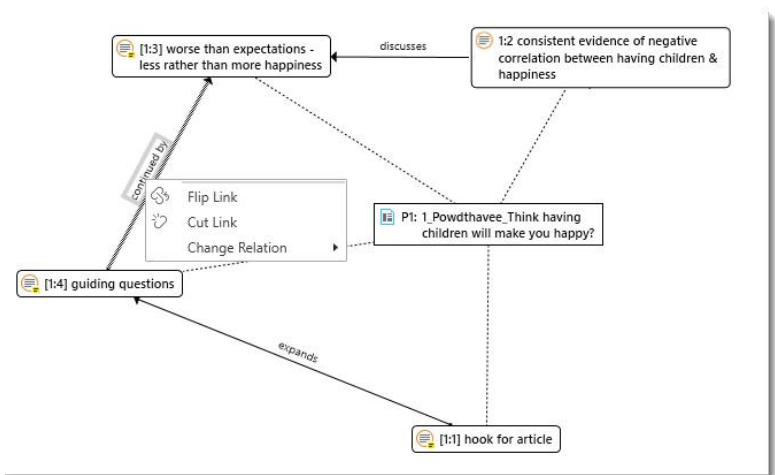 [1:3] worse than expectations -
less rather than more happiness
discusses
1:2 consistent evidence of negative
correlation between having children &
happiness
continued by
Flip Link
Cut Link
Change Relation
P1: 1_Powdthavee_Think having
children will make you happy?
[1:4] guiding questions
expands
[1:1] hook for article